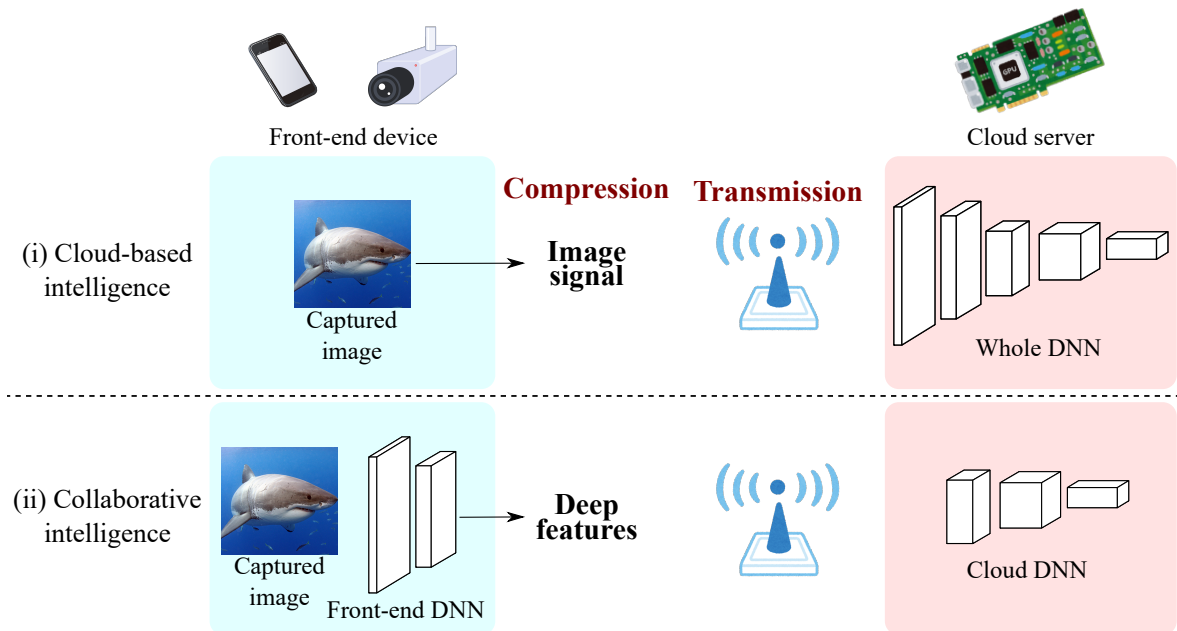 GPU
Front-end device
Cloud server
Compression
Transmission
(i) Cloud-based
intelligence
Image
signal
Captured
image
Whole DNN
(ii) Collaborative
intelligence
Deep
features
Captured
image
Front-end DNN
Cloud DNN